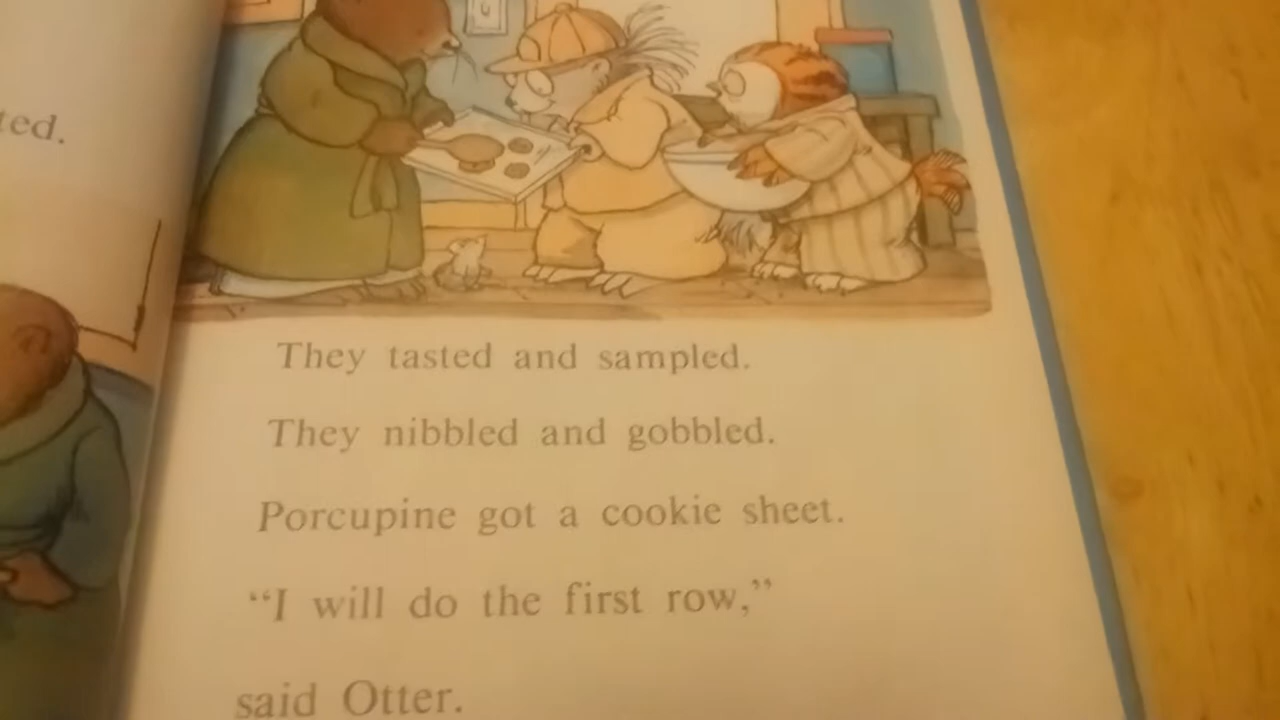 They tasted and sampled.
They nibbled and gobbled.
Porcupine got a cookie sheet.
“I will do the first row,”
said Otter.